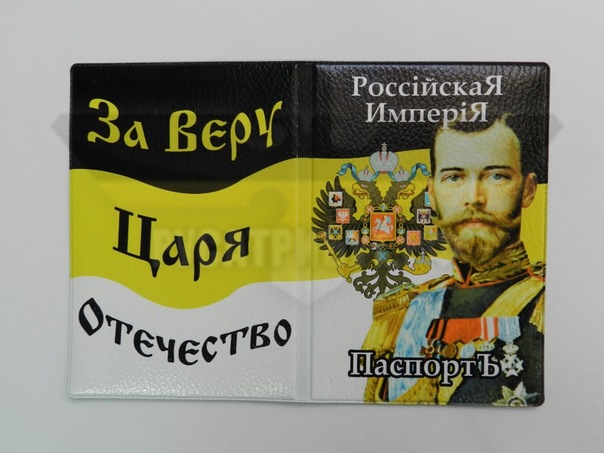 За Веру
Царя
Отечество
РоссійскаЯ
ИмперіЯ
ПаспортЪ